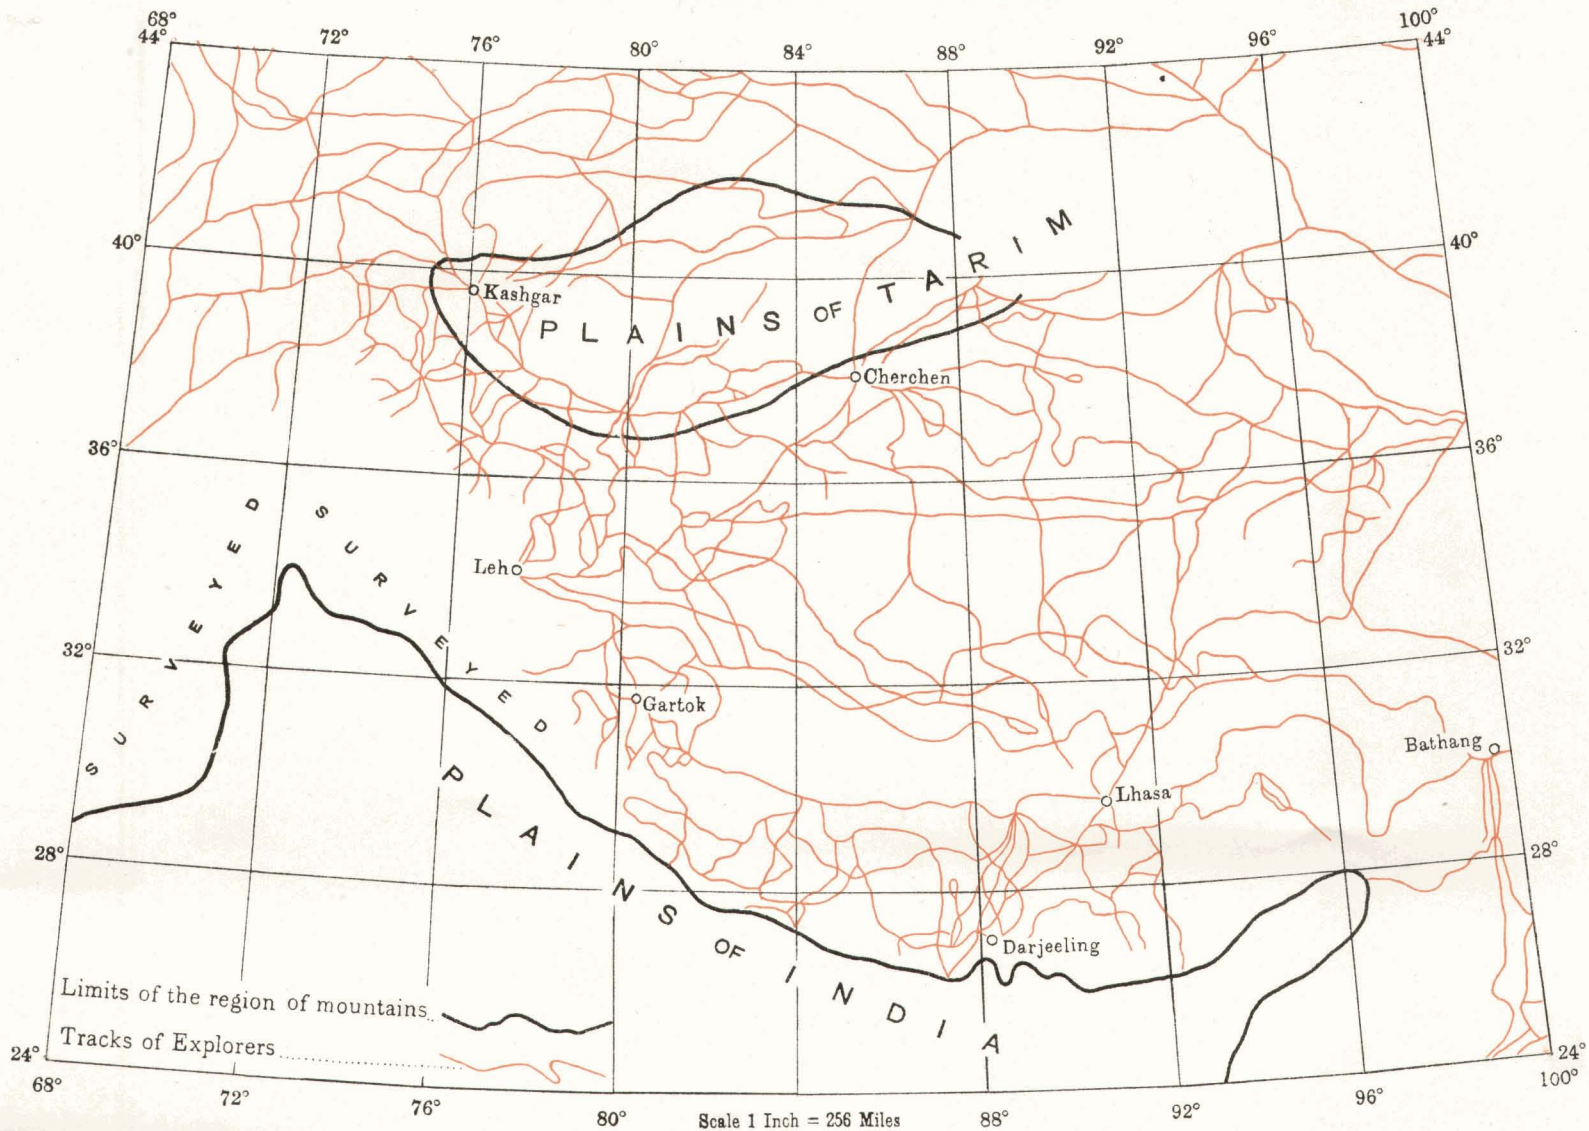 68° 72° 76° 80° 84° 88° 92° 96° 100°
44° 44°
40° 40°
PLAINS OF TARIM
Kashgar
Cherchen
36° 36°
SURVEYED
SURVEYED
Leh
32° 32°
Gartok
Bathang
Lhasa
PLAINS OF INDIA
28° 28°
Darjeeling
Limits of the region of mountains
Tracks of Explorers
24° 24°
68° 72° 76° 80° 88° 92° 96° 100°
Scale 1 Inch = 256 Miles